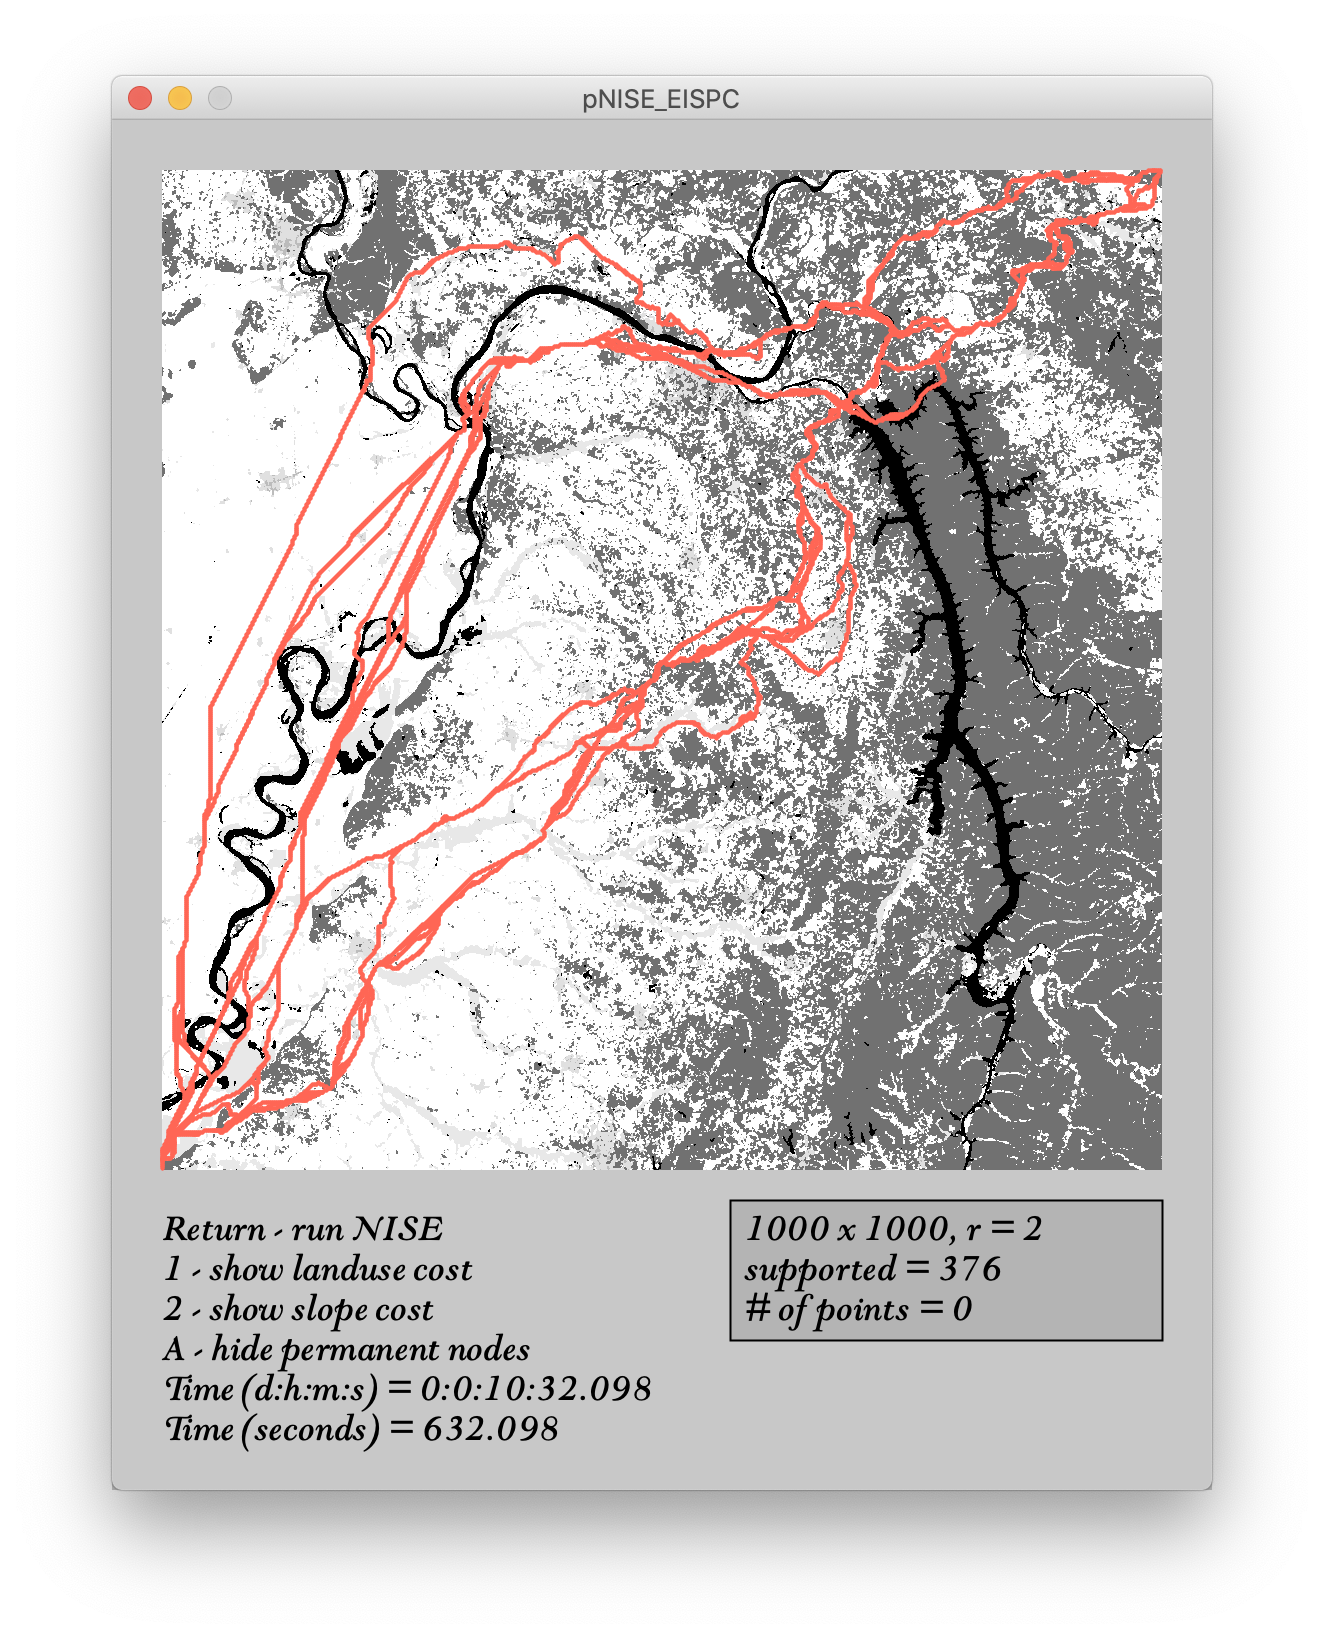 pNISE_EISPC
Return - run NISE
1 - show landuse cost
2 - show slope cost
A - hide permanent nodes
Time (d:h:m:s) = 0:0:10:32.098
Time (seconds) = 632.098
1000 x 1000, r = 2
supported = 376
# of points = 0